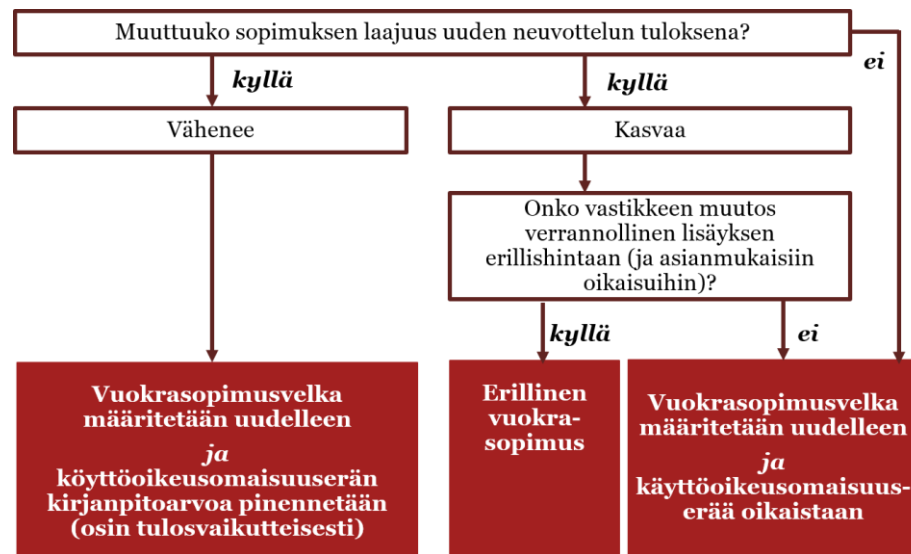 Muuttuuko sopimuksen laajuus uuden neuvottelun tuloksena?
ei
kyllä
kyllä
Vähenee
Kasvaa
Onko vastikkeen muutos
verrannollinen lisäyksen
erillishintaan (ja asianmukaisiin
oikaisuihin)?
kyllä
ei
Vuokrasopimusvelka
määritetään uudelleen
ja
köyttöoikeusomaisuuserän
kirjanpitoarvoa pinennetään
(osin tulosvaikutteisesti)
Erillinen
vuokra-
sopimus
Vuokrasopimusvelka
määritetään uudelleen
ja
käyttöoikeusomaisuus-
erää oikaistaan